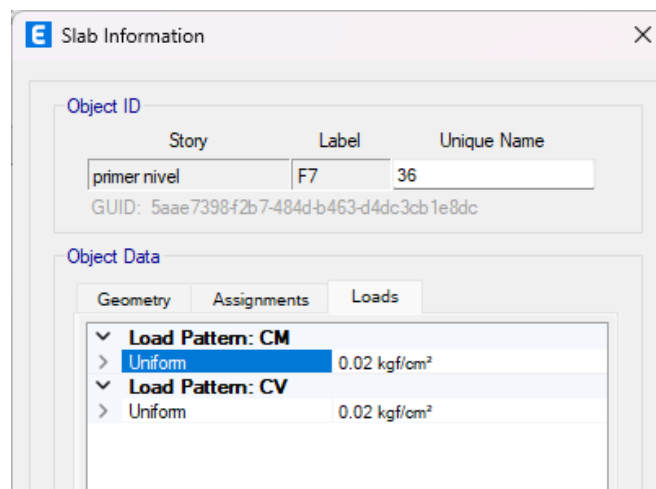 E Slab Information
Object ID
Story Label Unique Name
primer nivel F7 36
GUID: 5aae7398-f2b7-484d-b463-d4dc3cb1e8dc
Object Data
Geometry Assignments Loads
Load Pattern: CM
Uniform 0.02 kgf/cm²
Load Pattern: CV
Uniform 0.02 kgf/cm²